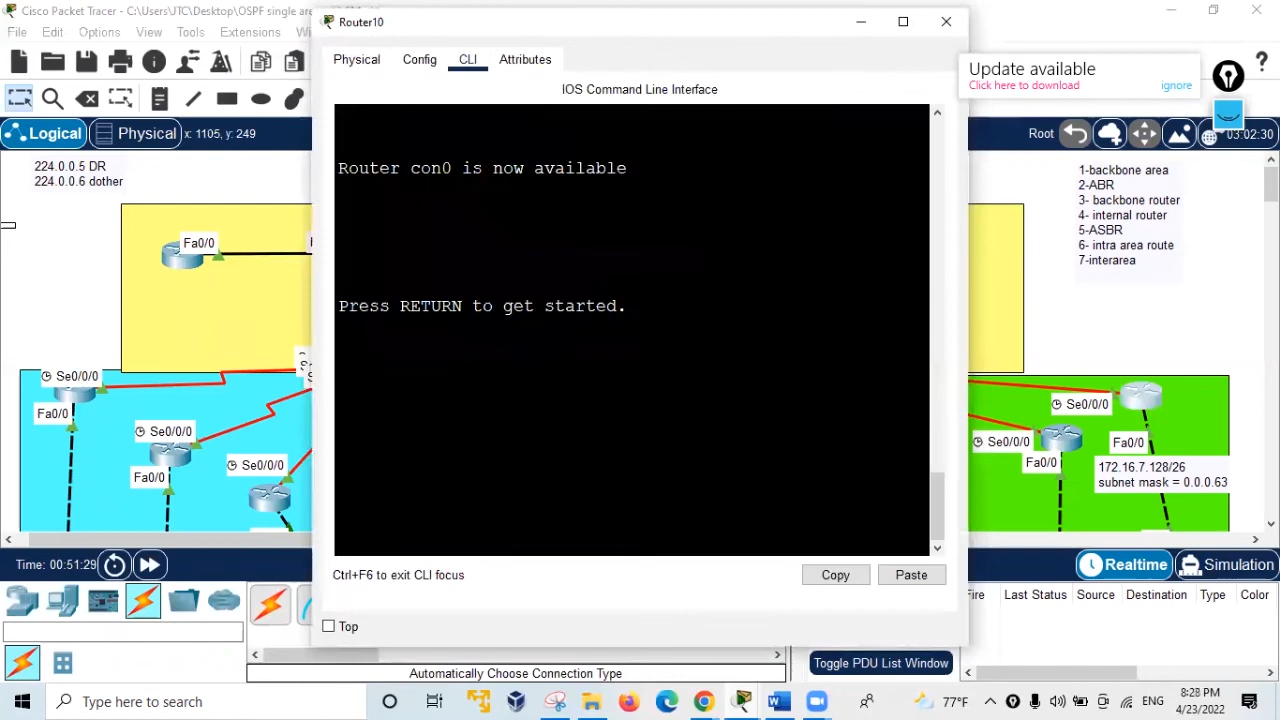 Cisco Packet Tracer - C:\Users\UTC\Desktop\OSPF single are
Router10
File Edit Options View Tools Extensions Wi
Physical Config CLI Attributes
IOS Command Line Interface
Update available
Click here to download ignore
Logical Physical x: 1105, y: 249
Root 03:02:30
224.0.0.5 DR
224.0.0.6 dother
Router con0 is now available
Press RETURN to get started.
1-backbone area
2-ABR
3- backbone router
4- internal router
5-ASBR
6- intra area route
7-interarea
Fa0/0
Se0/0/0
Fa0/0
Se0/0/0
Fa0/0
Se0/0/0
Se0/0/0
Se0/0/0
Fa0/0
Fa0/0
172.16.7.128/26
subnet mask = 0.0.0.63
Time: 00:51:29
Realtime Simulation
Ctrl+F6 to exit CLI focus
Copy Paste
Top
Fire Last Status Source Destination Type Color
Automatically Choose Connection Type
Toggle PDU List Window
Type here to search
77°F
ENG
8:28 PM
4/23/2022